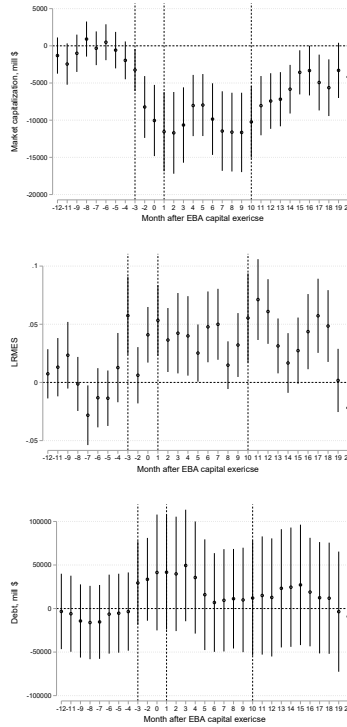 5000
0
-5000
-10000
-15000
-20000
Market capitalization, mill $
-12-11 -9 -8 -7 -6 -5 -4 -3 -2 0 1 2 3 4 5 6 7 8 9 10 11 12 13 14 15 16 17 18 19 2
Month after EBA capital exericse
.1
.05
0
-.05
LRMES
-12-11 -9 -8 -7 -6 -5 -4 -3 -2 0 1 2 3 4 5 6 7 8 9 10 11 12 13 14 15 16 17 18 19 2
Month after EBA capital exericse
100000
50000
0
-50000
-100000
Debt, mill $
-12-11 -9 -8 -7 -6 -5 -4 -3 -2 0 1 2 3 4 5 6 7 8 9 10 11 12 13 14 15 16 17 18 19 2
Month after EBA capital exericse